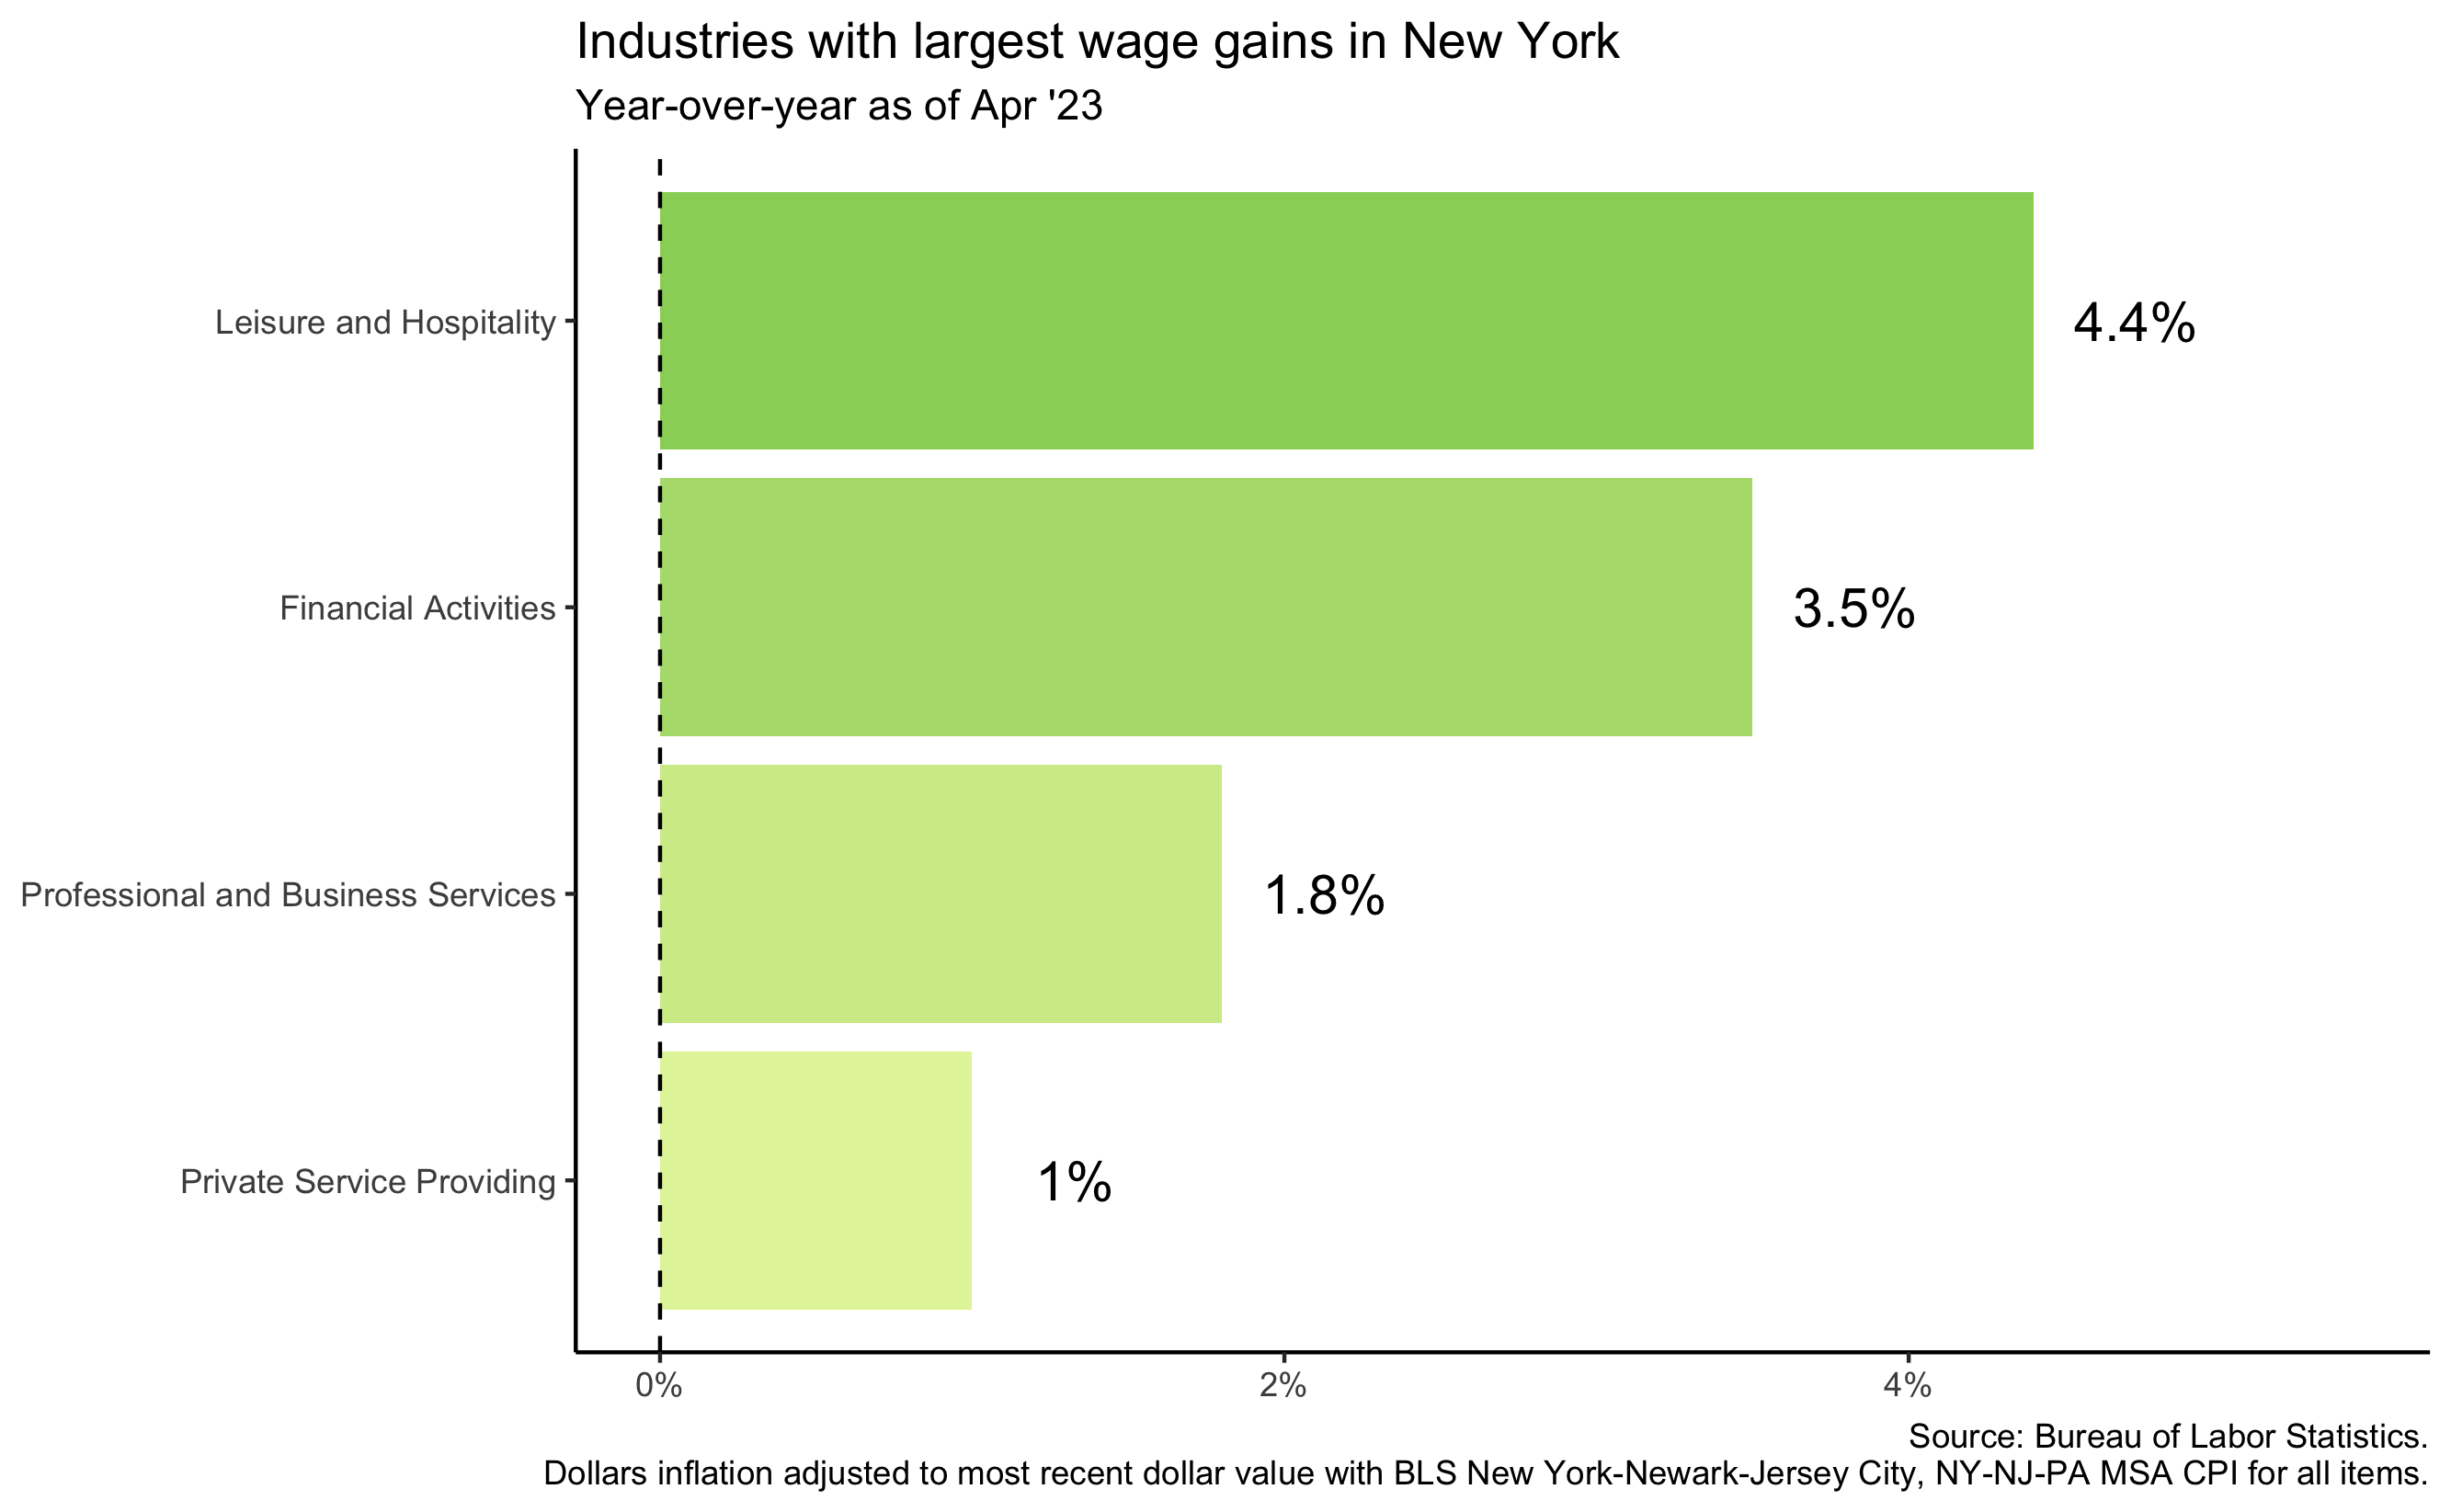 Industries with largest wage gains in New York
Year-over-year as of Apr '23
Leisure and Hospitality
4.4%
Financial Activities
3.5%
Professional and Business Services
1.8%
Private Service Providing
1%
0%
2%
4%
Source: Bureau of Labor Statistics.
Dollars inflation adjusted to most recent dollar value with BLS New York-Newark-Jersey City, NY-NJ-PA MSA CPI for all items.